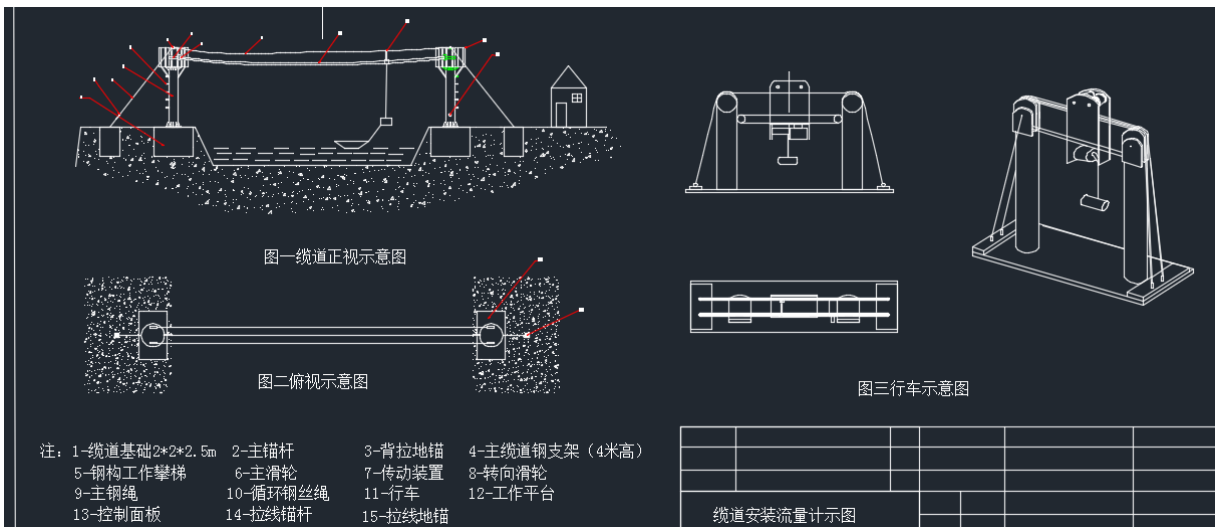 图一缆道正视示意图
图二俯视示意图
图三行车示意图
注: 1-缆道基础2*2*2.5m 2-主锚杆 3-背拉地锚 4-主缆道钢支架（4米高）
5-钢构工作攀梯 6-主滑轮 7-传动装置 8-转向滑轮
9-主钢绳 10-循环钢丝绳 11-行车 12-工作平台
13-控制面板 14-拉线锚杆 15-拉线地锚
缆道安装流量计示图